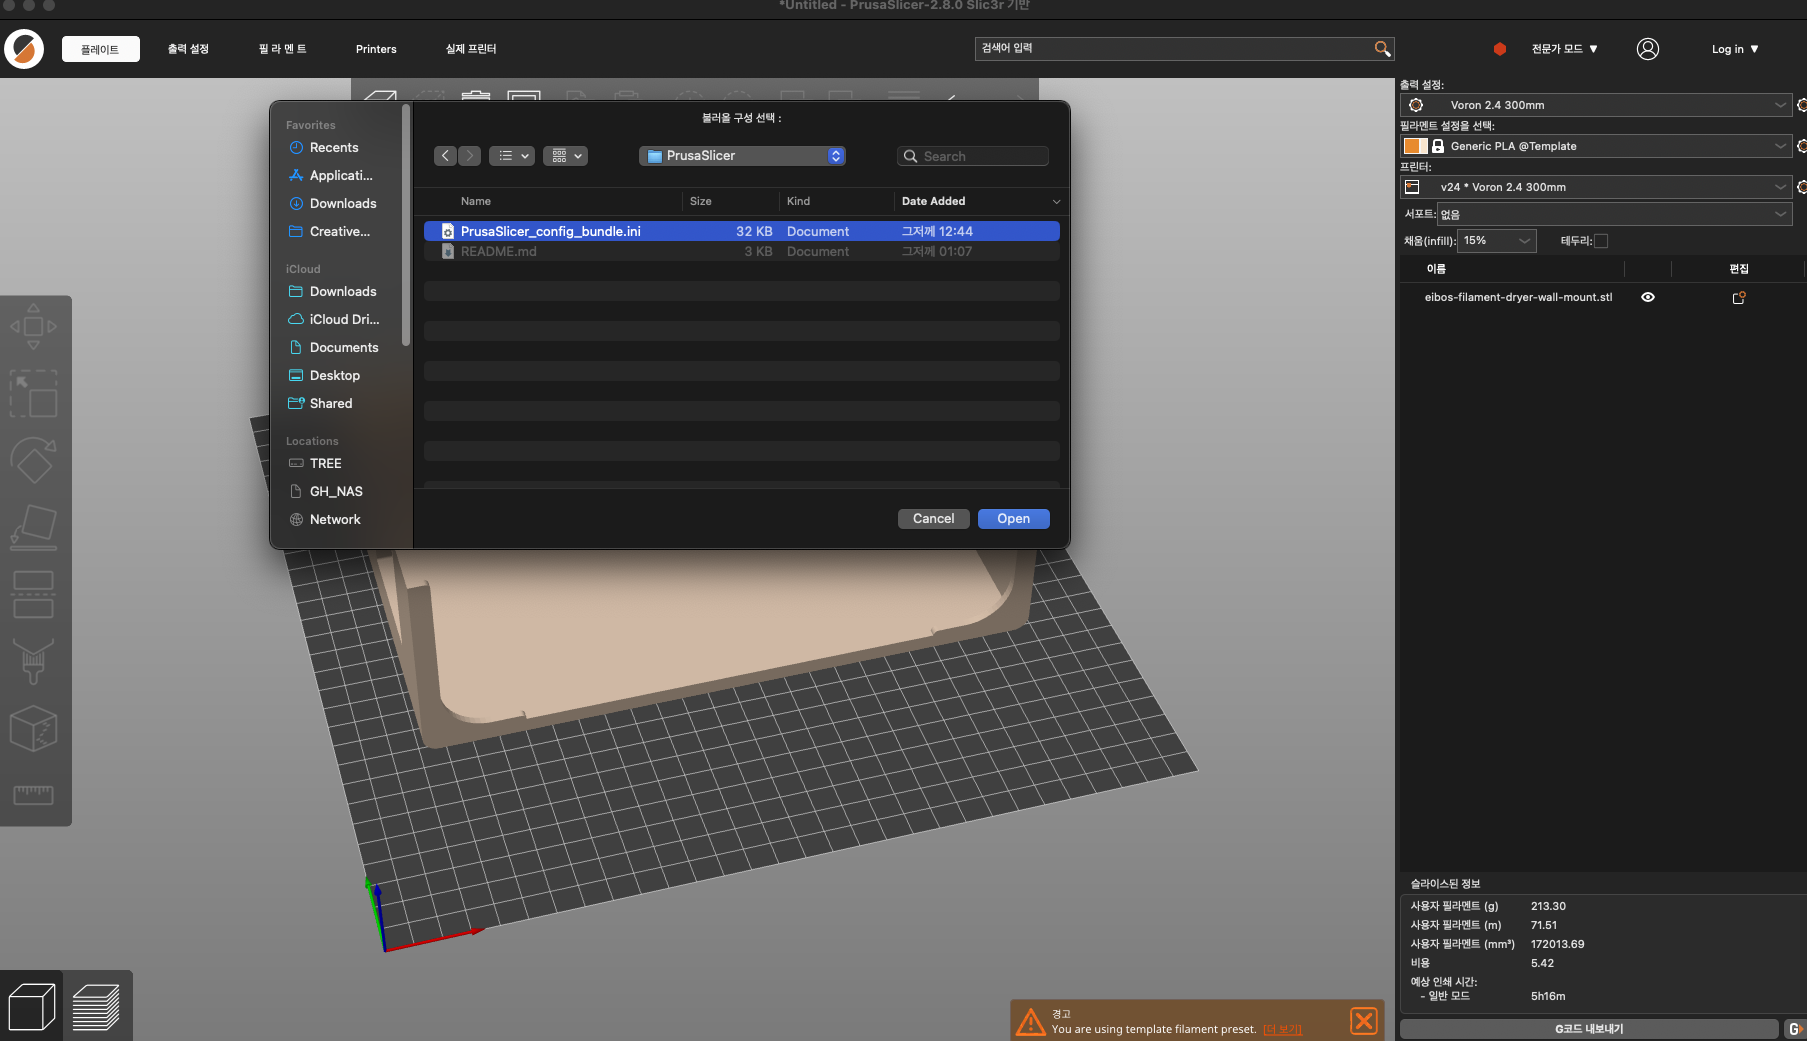 *Untitled - PrusaSlicer-2.8.0 Slic3r 기반
플레이트
출력 설정
필 라 멘 트
Printers
실제 프린터
검색어 입력
전문가 모드 ▼
Log in ▼
불러올 구성 선택 :
Favorites
Recents
Applicati...
Downloads
Creative...
iCloud
Downloads
iCloud Dri...
Documents
Desktop
Shared
Locations
TREE
GH_NAS
Network
PrusaSlicer
Search
Name Size Kind Date Added
PrusaSlicer_config_bundle.ini 32 KB Document 그저께 12:44
README.md 3 KB Document 그저께 01:07
Cancel
Open
출력 설정:
Voron 2.4 300mm
필라멘트 설정을 선택:
Generic PLA @Template
프린터:
v24 * Voron 2.4 300mm
서포트: 없음
채움(infill): 15% 테두리:
이름 편집
eibos-filament-dryer-wall-mount.stl
슬라이스된 정보
사용자 필라멘트 (g) 213.30
사용자 필라멘트 (m) 71.51
사용자 필라멘트 (mm³) 172013.69
비용 5.42
예상 인쇄 시간:
- 일반 모드 5h16m
경고
You are using template filament preset. [더 보기]
G코드 내보내기
G